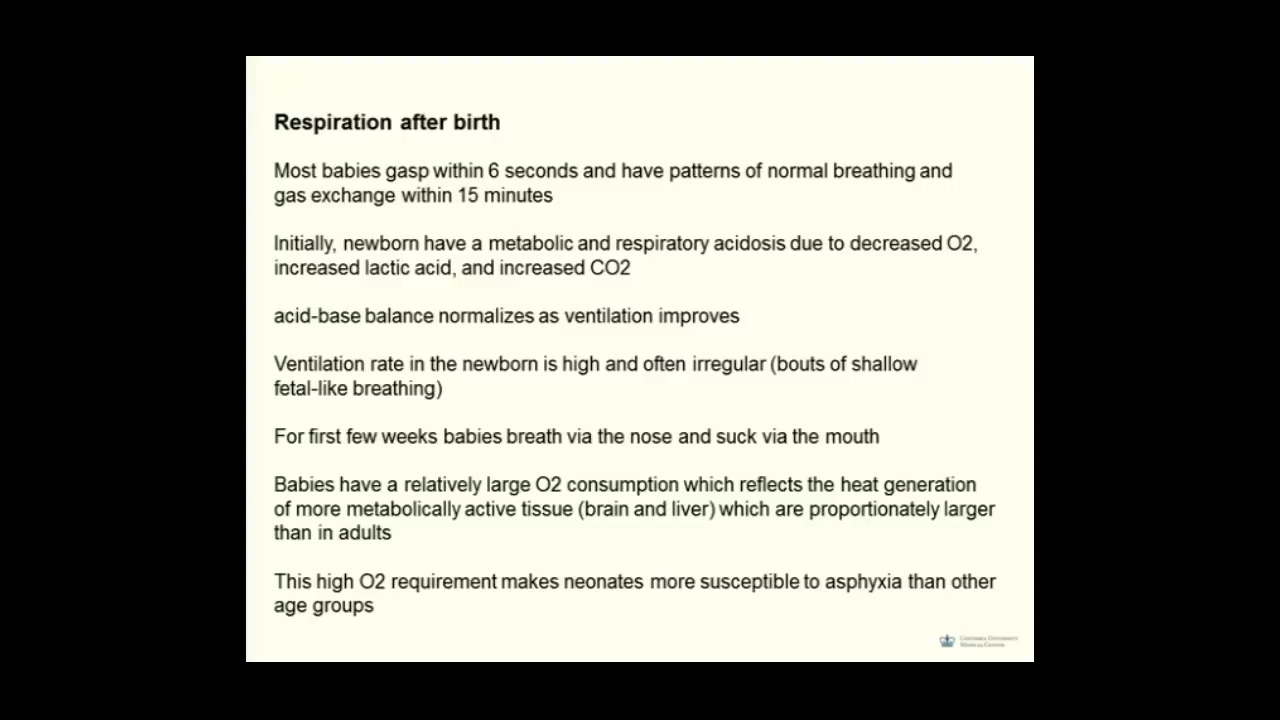 Respiration after birth
Most babies gasp within 6 seconds and have patterns of normal breathing and
gas exchange within 15 minutes
Initially, newborn have a metabolic and respiratory acidosis due to decreased O2,
increased lactic acid, and increased CO2
acid-base balance normalizes as ventilation improves
Ventilation rate in the newborn is high and often irregular (bouts of shallow
fetal-like breathing)
For first few weeks babies breath via the nose and suck via the mouth
Babies have a relatively large O2 consumption which reflects the heat generation
of more metabolically active tissue (brain and liver) which are proportionately larger
than in adults
This high O2 requirement makes neonates more susceptible to asphyxia than other
age groups
Columbia University
Medical Center